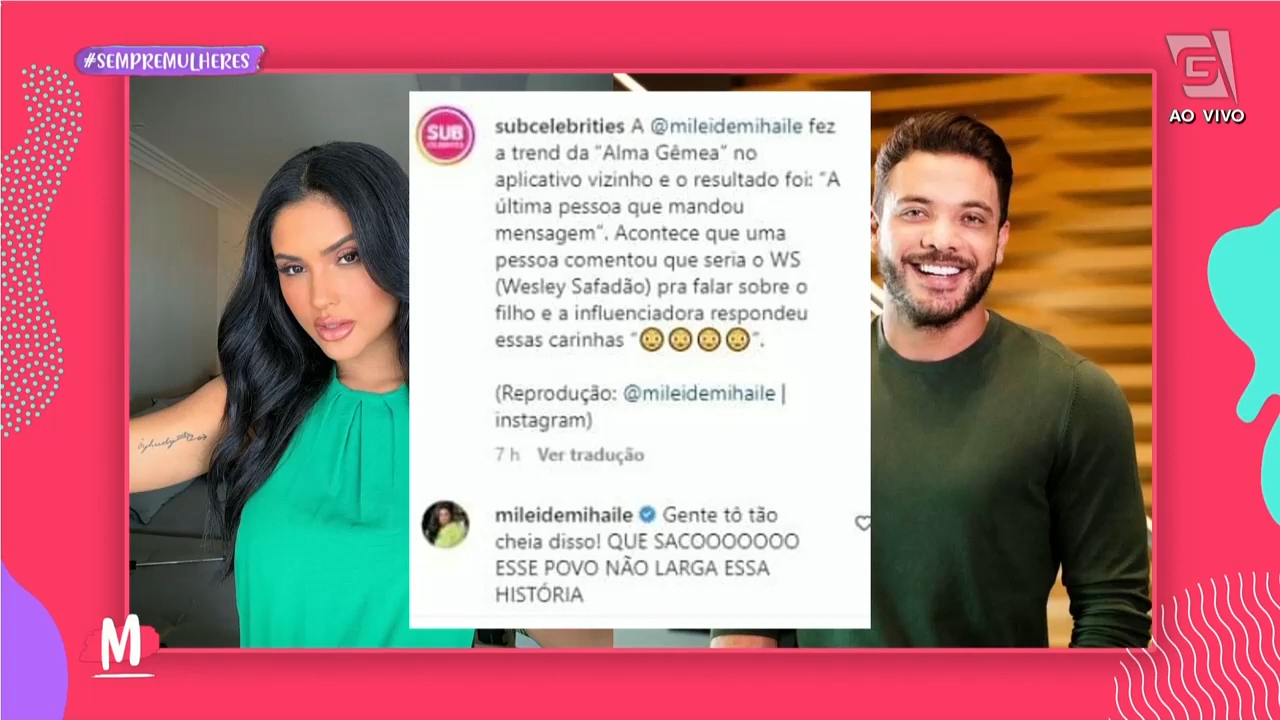 #SEMPREMULHERES
G
AO VIVO
SUB
subcelebrities A @mileidemihaile fez
a trend da "Alma Gêmea" no
aplicativo vizinho e o resultado foi: "A
última pessoa que mandou
mensagem". Acontece que uma
pessoa comentou que seria o WS
(Wesley Safadão) pra falar sobre o
filho e a influenciadora respondeu
essas carinhas "😳😳😳😳".
(Reprodução: @mileidemihaile |
instagram)
7 h Ver tradução
mileidemihaile Gente tô tão
cheia disso! QUE SACOOOOOOO
ESSE POVO NÃO LARGA ESSA
HISTÓRIA
M